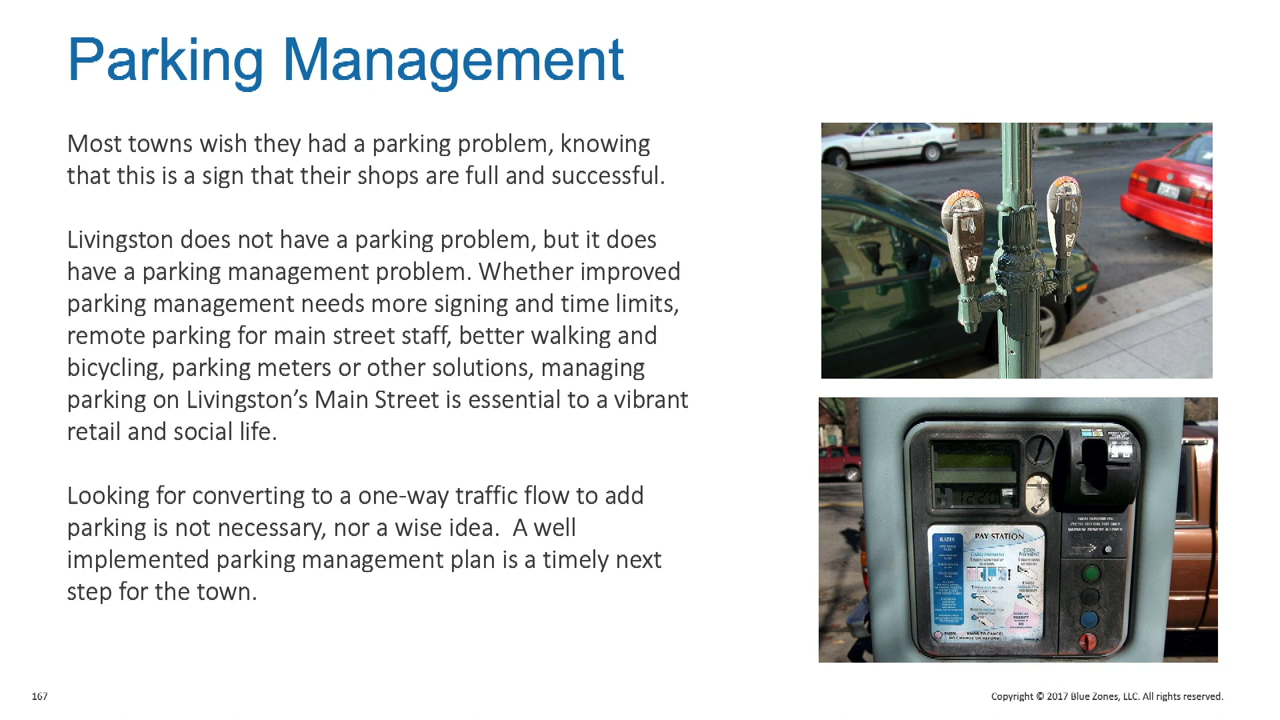 Parking Management
Most towns wish they had a parking problem, knowing
that this is a sign that their shops are full and successful.
Livingston does not have a parking problem, but it does
have a parking management problem. Whether improved
parking management needs more signing and time limits,
remote parking for main street staff, better walking and
bicycling, parking meters or other solutions, managing
parking on Livingston’s Main Street is essential to a vibrant
retail and social life.
Looking for converting to a one-way traffic flow to add
parking is not necessary, nor a wise idea.  A well
implemented parking management plan is a timely next
step for the town.
PAY STATION
RATES
167
Copyright © 2017 Blue Zones, LLC. All rights reserved.